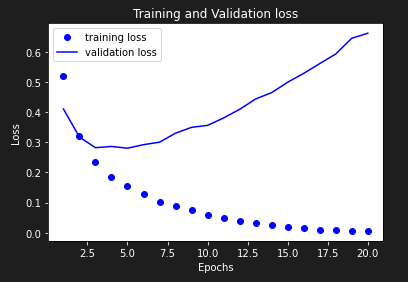 Training and Validation loss
training loss
validation loss
Loss
0.6
0.5
0.4
0.3
0.2
0.1
0.0
2.5 5.0 7.5 10.0 12.5 15.0 17.5 20.0
Epochs